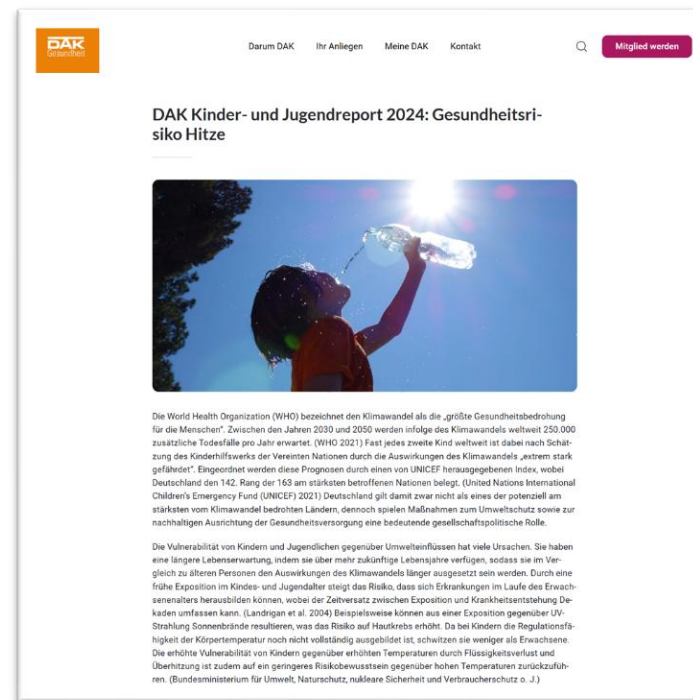 DAK
Gesundheit
Darum DAK
Ihr Anliegen
Meine DAK
Kontakt
Mitglied werden
DAK Kinder- und Jugendreport 2024: Gesundheitsri-
siko Hitze
Die World Health Organization (WHO) bezeichnet den Klimawandel als die „größte Gesundheitsbedrohung
für die Menschen“. Zwischen den Jahren 2030 und 2050 werden infolge des Klimawandels weltweit 250.000
zusätzliche Todesfälle pro Jahr erwartet. (WHO 2021) Fast jedes zweite Kind weltweit ist dabei nach Schät-
zung des Kinderhilfswerks der Vereinten Nationen durch die Auswirkungen des Klimawandels „extrem stark
gefährdet“. Eingeordnet werden diese Prognosen durch einen von UNICEF herausgegebenen Index, wobei
Deutschland den 142. Rang der 163 am stärksten betroffenen Nationen belegt. (United Nations International
Children's Emergency Fund (UNICEF) 2021) Deutschland gilt damit zwar nicht als eines der potenziell am
stärksten vom Klimawandel bedrohten Ländern, dennoch spielen Maßnahmen zum Umweltschutz sowie zur
nachhaltigen Ausrichtung der Gesundheitsversorgung eine bedeutende gesellschaftspolitische Rolle.
Die Vulnerabilität von Kindern und Jugendlichen gegenüber Umwelteinflüssen hat viele Ursachen. Sie haben
eine längere Lebenserwartung, indem sie über mehr zukünftige Lebensjahre verfügen, sodass sie im Ver-
gleich zu älteren Personen den Auswirkungen des Klimawandels länger ausgesetzt sein werden. Durch eine
frühe Exposition im Kindes- und Jugendalter steigt das Risiko, dass sich Erkrankungen im Laufe des Erwach-
senenalters herausbilden können, wobei der Zeitversatz zwischen Exposition und Krankheitsentstehung De-
kaden umfassen kann. (Landrigan et al. 2004) Beispielsweise können aus einer Exposition gegenüber UV-
Strahlung Sonnenbrände resultieren, was das Risiko auf Hautkrebs erhöht. Da bei Kindern die Regulationsfä-
higkeit der Körpertemperatur noch nicht vollständig ausgebildet ist, schwitzen sie weniger als Erwachsene.
Die erhöhte Vulnerabilität von Kindern gegenüber erhöhten Temperaturen durch Flüssigkeitsverlust und
Überhitzung ist zudem auf ein geringeres Risikobewusstsein gegenüber hohen Temperaturen zurückzufüh-
ren. (Bundesministerium für Umwelt, Naturschutz, nukleare Sicherheit und Verbraucherschutz o. J.)